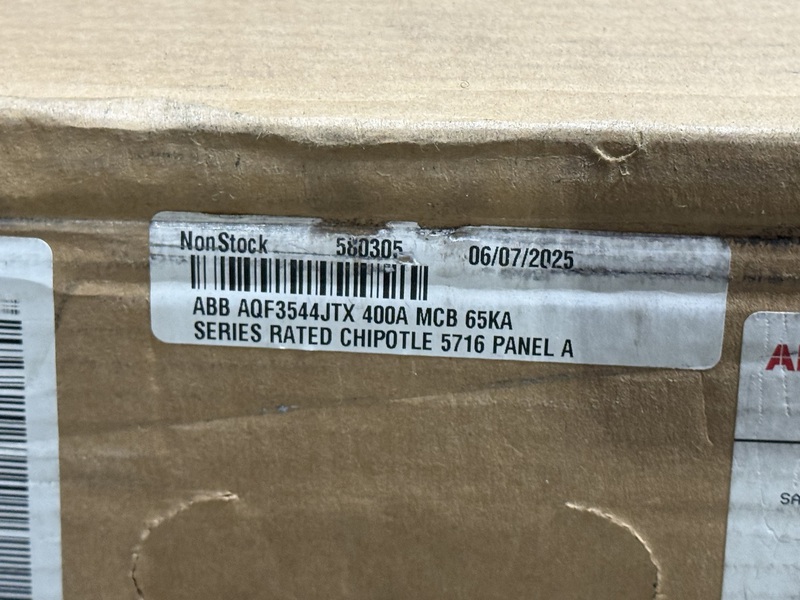 NonStock 580305 06/07/2025
ABB AQF3544JTX 400A MCB 65KA
SERIES RATED CHIPOTLE 5716 PANEL A